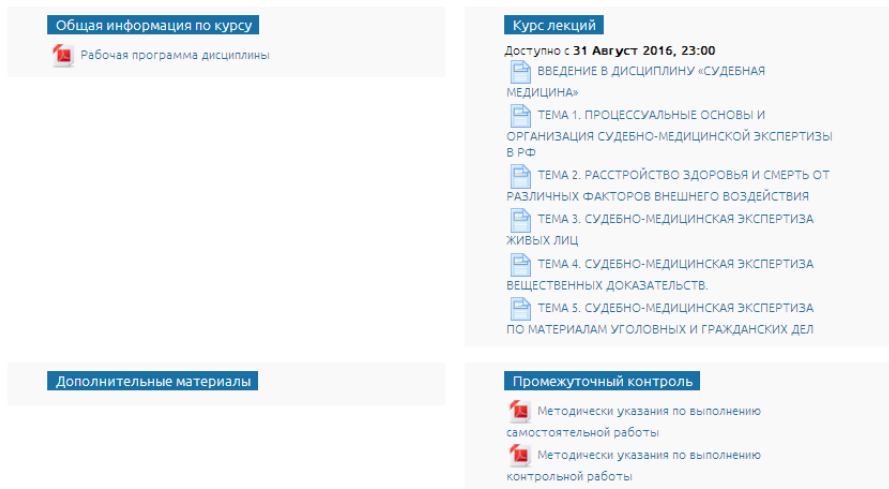 Общая информация по курсу
Рабочая программа дисциплины
Курс лекций
Доступно с 31 Август 2016, 23:00
ВВЕДЕНИЕ В ДИСЦИПЛИНУ «СУДЕБНАЯ
МЕДИЦИНА»
ТЕМА 1. ПРОЦЕССУАЛЬНЫЕ ОСНОВЫ И
ОРГАНИЗАЦИЯ СУДЕБНО-МЕДИЦИНСКОЙ ЭКСПЕРТИЗЫ
В РФ
ТЕМА 2. РАССТРОЙСТВО ЗДОРОВЬЯ И СМЕРТЬ ОТ
РАЗЛИЧНЫХ ФАКТОРОВ ВНЕШНЕГО ВОЗДЕЙСТВИЯ
ТЕМА 3. СУДЕБНО-МЕДИЦИНСКАЯ ЭКСПЕРТИЗА
ЖИВЫХ ЛИЦ
ТЕМА 4. СУДЕБНО-МЕДИЦИНСКАЯ ЭКСПЕРТИЗА
ВЕЩЕСТВЕННЫХ ДОКАЗАТЕЛЬСТВ.
ТЕМА 5. СУДЕБНО-МЕДИЦИНСКАЯ ЭКСПЕРТИЗА
ПО МАТЕРИАЛАМ УГОЛОВНЫХ И ГРАЖДАНСКИХ ДЕЛ
Дополнительные материалы
Промежуточный контроль
Методически указания по выполнению
самостоятельной работы
Методически указания по выполнению
контрольной работы